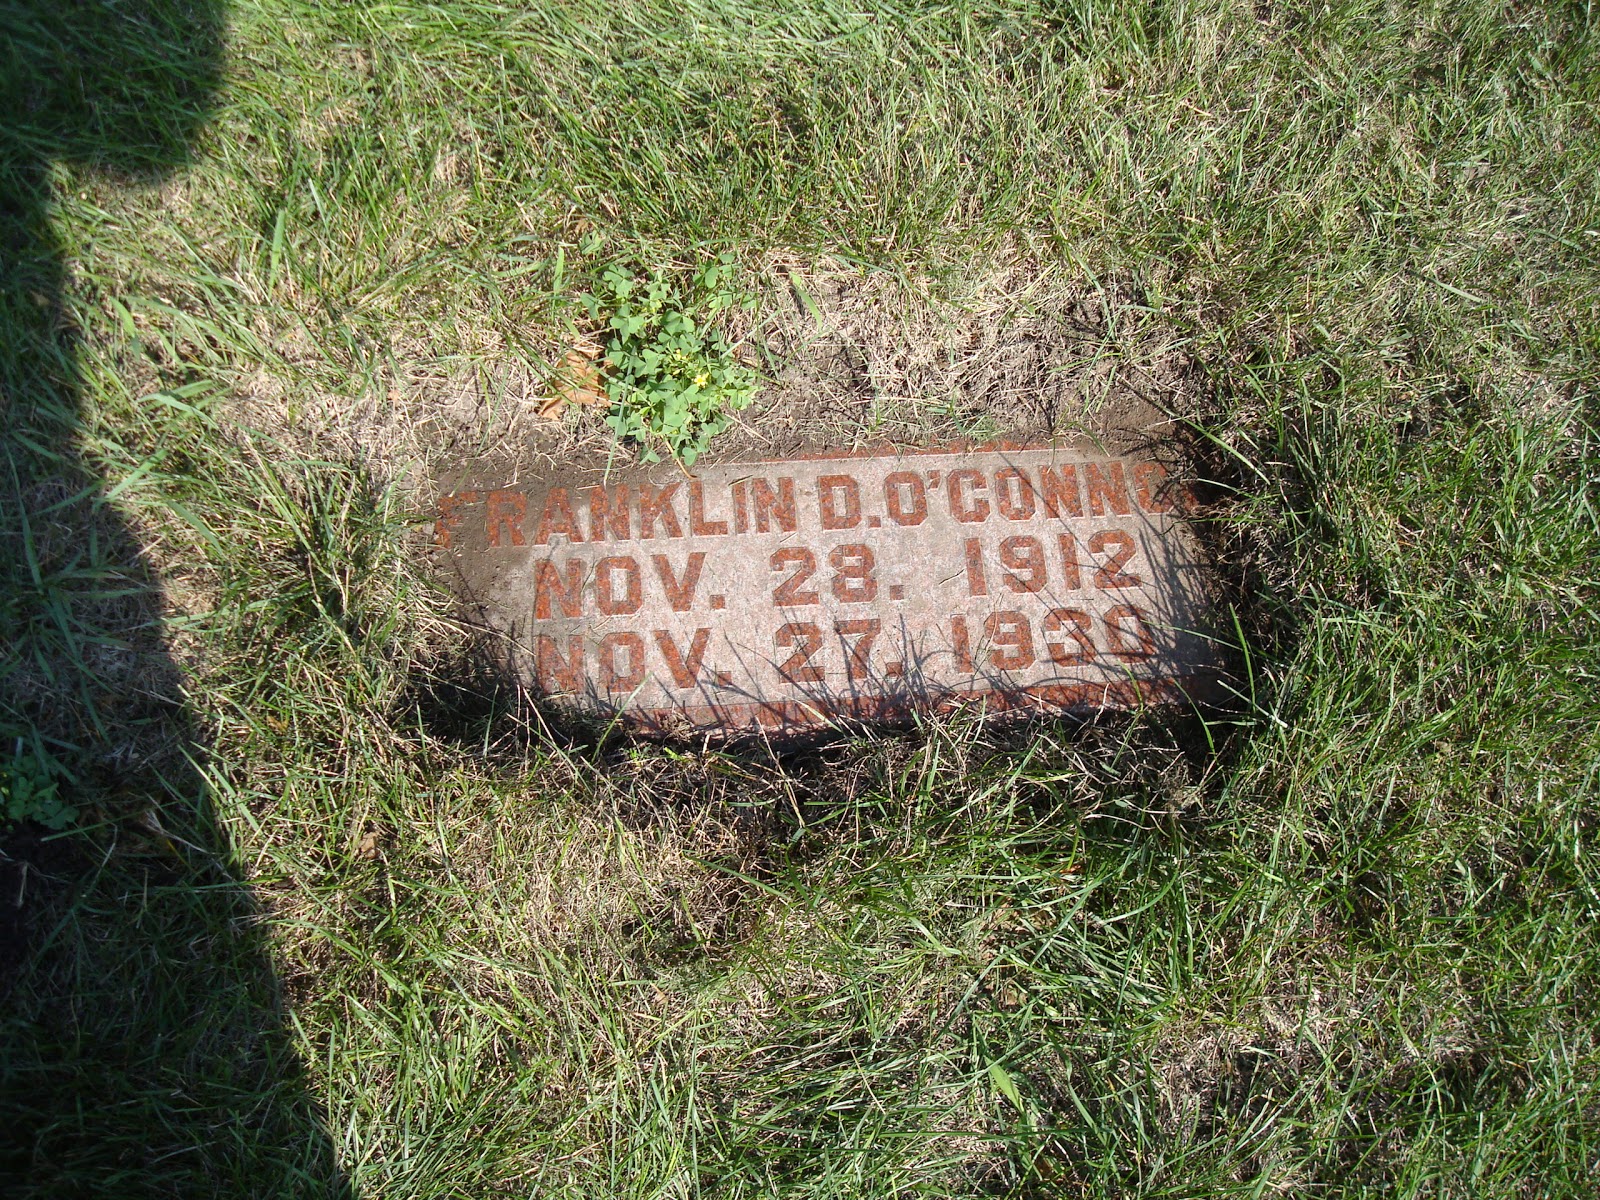 FRANKLIN D. O'CONNO
NOV. 28. 1912
NOV. 27. 1930